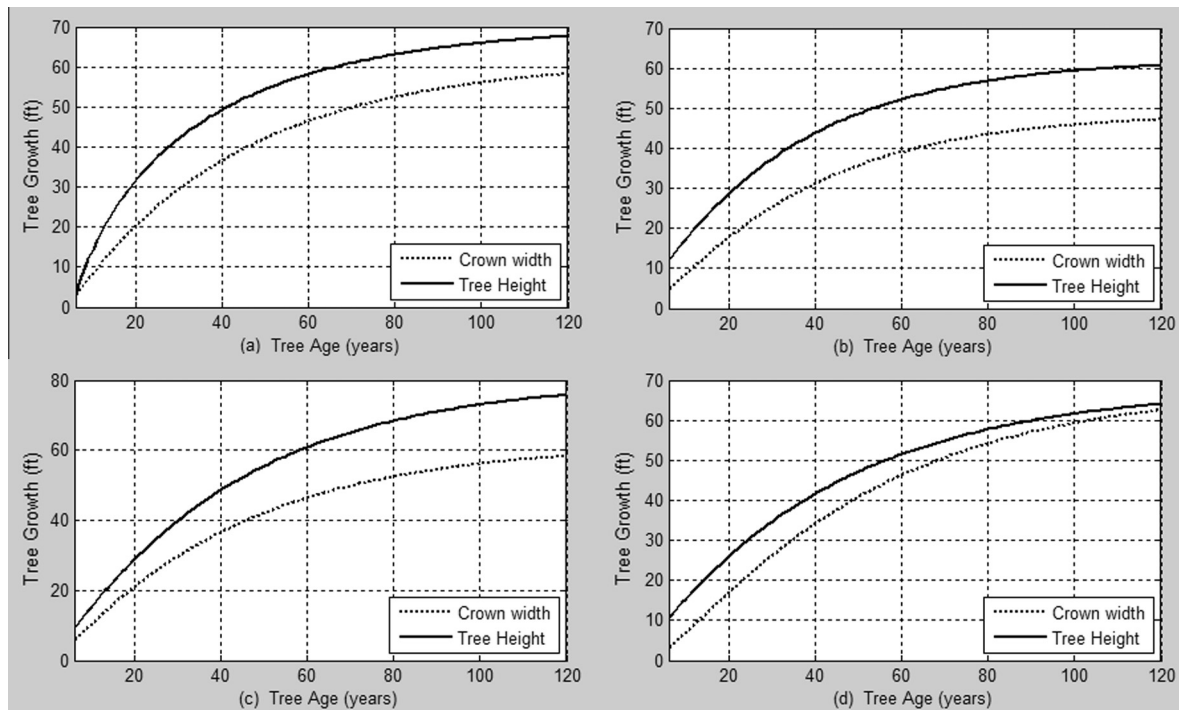 70
60
50
40
30
20
10
0
Tree Growth (ft)
Crown width
Tree Height
20 40 60 80 100 120
(a) Tree Age (years)
70
60
50
40
30
20
10
0
Tree Growth (ft)
Crown width
Tree Height
20 40 60 80 100 120
(b) Tree Age (years)
80
60
40
20
0
Tree Growth (ft)
Crown width
Tree Height
20 40 60 80 100 120
(c) Tree Age (years)
70
60
50
40
30
20
10
0
Tree Growth (ft)
Crown width
Tree Height
20 40 60 80 100 120
(d) Tree Age (years)